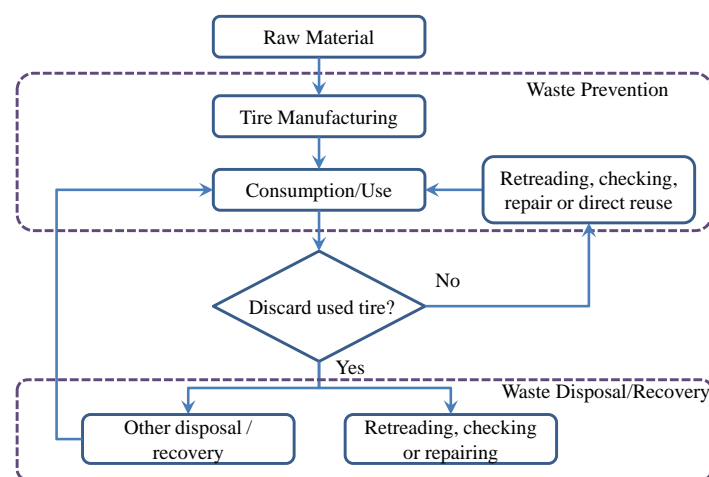 Raw Material
Waste Prevention
Tire Manufacturing
Consumption/Use
Retreading, checking,
repair or direct reuse
No
Discard used tire?
Yes
Waste Disposal/Recovery
Other disposal /
recovery
Retreading, checking
or repairing